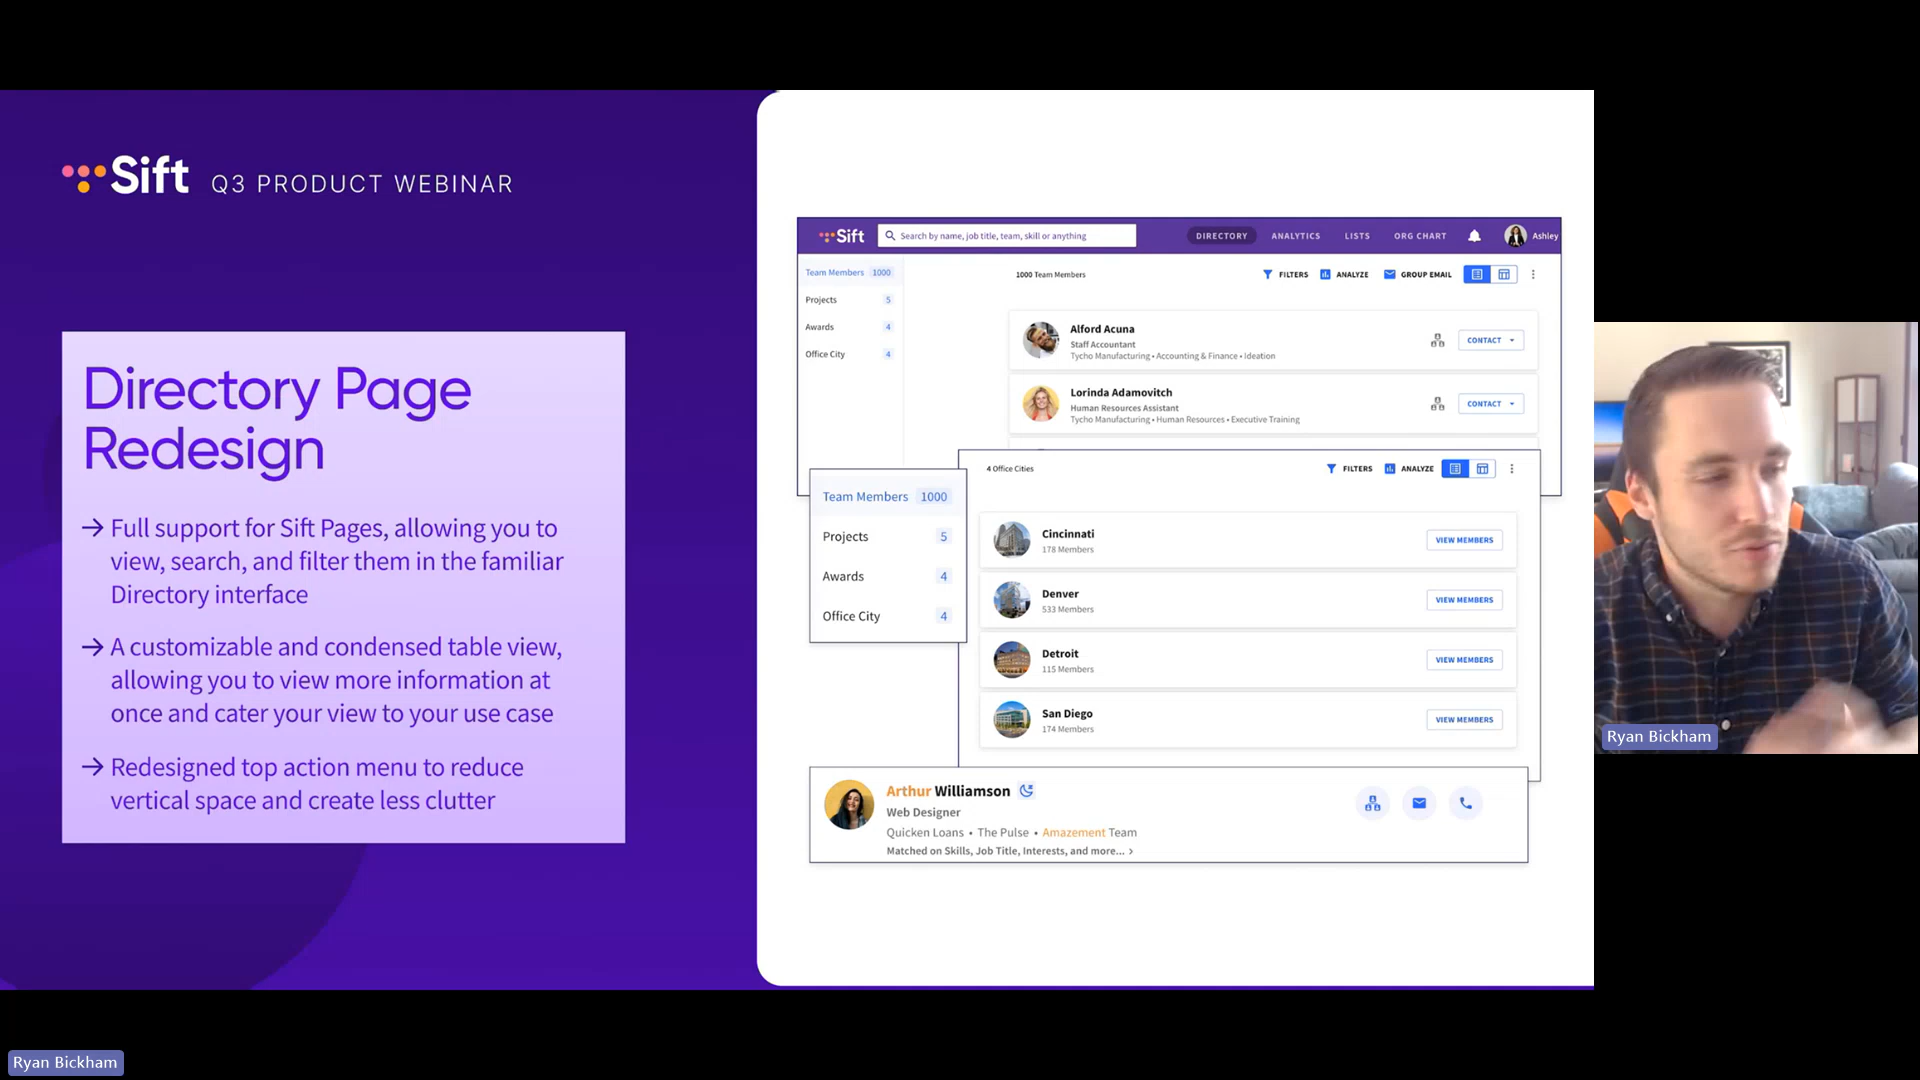 Sift Q3 PRODUCT WEBINAR
Directory Page
Redesign
→ Full support for Sift Pages, allowing you to
view, search, and filter them in the familiar
Directory interface
→ A customizable and condensed table view,
allowing you to view more information at
once and cater your view to your use case
→ Redesigned top action menu to reduce
vertical space and create less clutter
Sift Search by name, job title, team, skill or anything DIRECTORY ANALYTICS LISTS ORG CHART Ashley
Team Members 1000
Projects 5
Awards 4
Office City 4
1000 Team Members FILTERS ANALYZE GROUP EMAIL
Alford Acuna
Staff Accountant
Tycho Manufacturing • Accounting & Finance • Ideation
CONTACT
Lorinda Adamovitch
Human Resources Assistant
Tycho Manufacturing • Human Resources • Executive Training
CONTACT
Team Members 1000
Projects 5
Awards 4
Office City 4
4 Office Cities FILTERS ANALYZE
Cincinnati
178 Members
VIEW MEMBERS
Denver
533 Members
VIEW MEMBERS
Detroit
115 Members
VIEW MEMBERS
San Diego
174 Members
VIEW MEMBERS
Arthur Williamson
Web Designer
Quicken Loans • The Pulse • Amazement Team
Matched on Skills, Job Title, Interests, and more... >
Ryan Bickham
Ryan Bickham